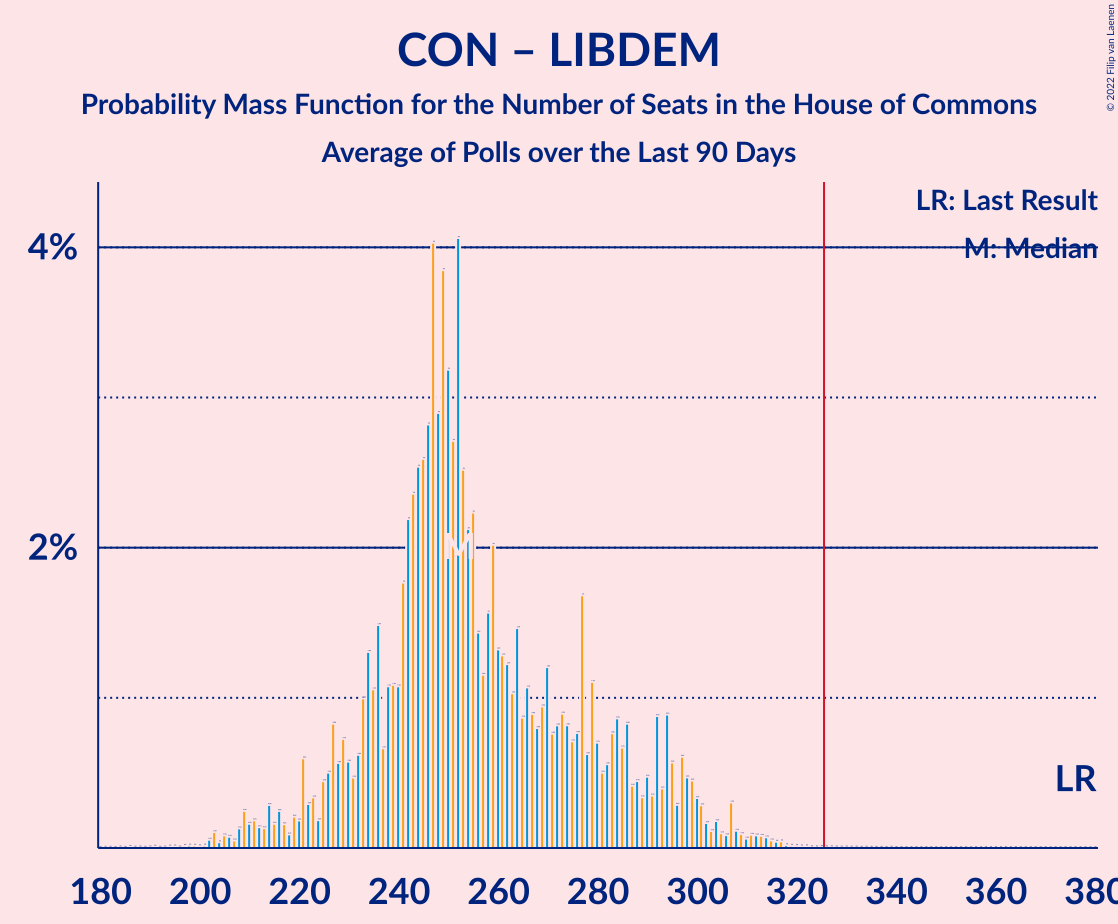 CON – LIBDEM
Probability Mass Function for the Number of Seats in the House of Commons
Average of Polls over the Last 90 Days
© 2022 Filip van Laenen
LR: Last Result
M: Median
4%
2%
M
LR
180 200 220 240 260 280 300 320 340 360 380